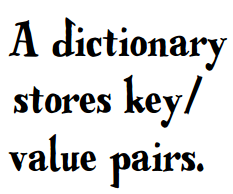 A dictionary
stores key/
value pairs.